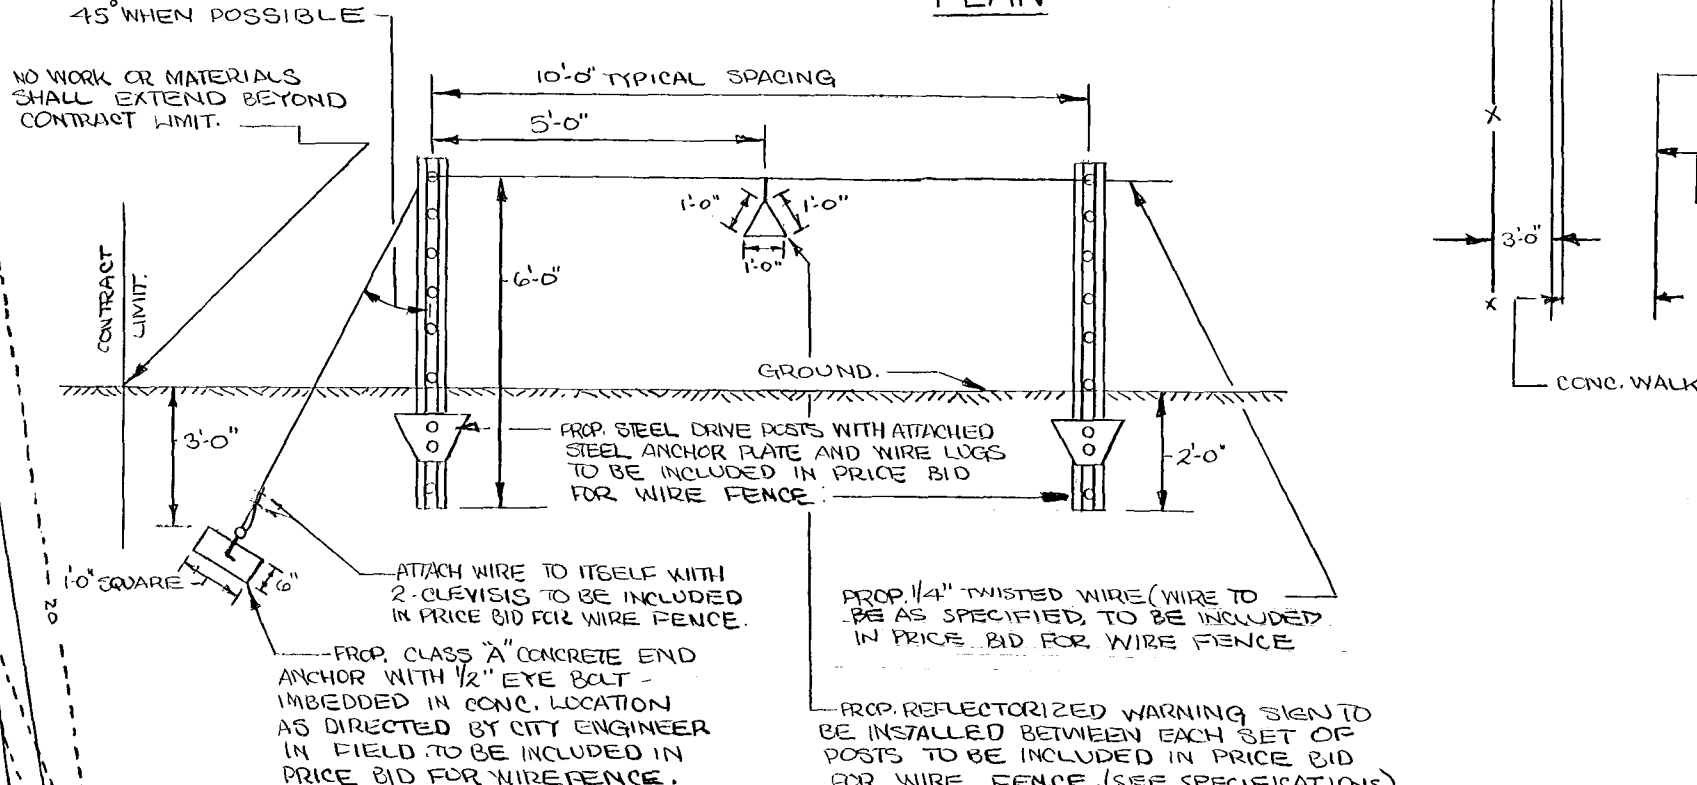 PLAN
45° WHEN POSSIBLE
NO WORK OR MATERIALS
SHALL EXTEND BEYOND
CONTRACT LIMIT.
10'-0" TYPICAL SPACING
5'-0"
1'-0"
1'-0"
1'-0"
6'-0"
CONTRACT
LIMIT.
GROUND.
3'-0"
2'-0"
3'-0"
X
X
CONC. WALK
PROP. STEEL DRIVE POSTS WITH ATTACHED
STEEL ANCHOR PLATE AND WIRE LUGS
TO BE INCLUDED IN PRICE BID
FOR WIRE FENCE.
1'-0" SQUARE
6"
20
ATTACH WIRE TO ITSELF WITH
2-CLEVISIS TO BE INCLUDED
IN PRICE BID FOR WIRE FENCE.
PROP. CLASS "A" CONCRETE END
ANCHOR WITH 1/2" EYE BOLT -
IMBEDDED IN CONC. LOCATION
AS DIRECTED BY CITY ENGINEER
IN FIELD. TO BE INCLUDED IN
PRICE BID FOR WIRE FENCE.
PROP. 1/4" TWISTED WIRE (WIRE TO
BE AS SPECIFIED, TO BE INCLUDED
IN PRICE BID FOR WIRE FENCE
PROP. REFLECTORIZED WARNING SIGN TO
BE INSTALLED BETWEEN EACH SET OF
POSTS TO BE INCLUDED IN PRICE BID
FOR WIRE FENCE (SEE SPECIFICATIONS)